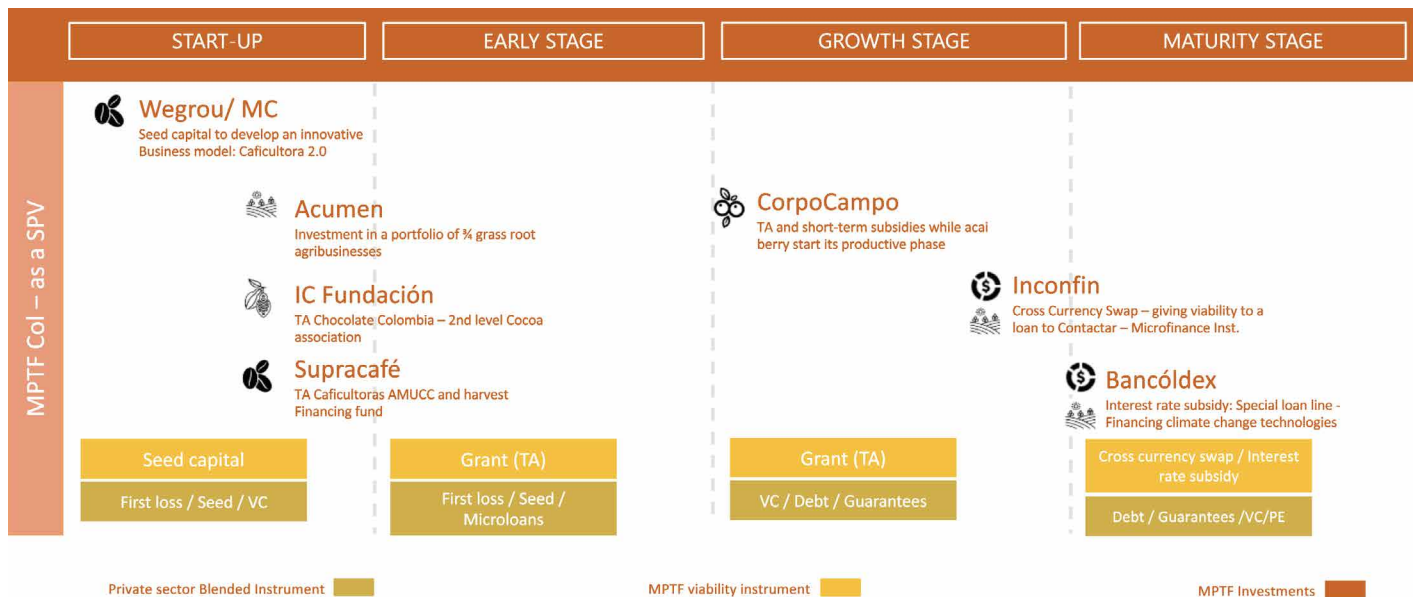 START-UP
EARLY STAGE
GROWTH STAGE
MATURITY STAGE
MPTF Col – as a SPV
Wegrou/ MC
Seed capital to develop an innovative
Business model: Caficultora 2.0
Acumen
Investment in a portfolio of ¾ grass root
agribusinesses
IC Fundación
TA Chocolate Colombia – 2nd level Cocoa
association
Supracafé
TA Caficultoras AMUCC and harvest
Financing fund
CorpoCampo
TA and short-term subsidies while acai
berry start its productive phase
Inconfin
Cross Currency Swap – giving viability to a
loan to Contactar – Microfinance Inst.
Bancóldex
Interest rate subsidy: Special loan line -
Financing climate change technologies
Seed capital
First loss / Seed / VC
Grant (TA)
First loss / Seed /
Microloans
Grant (TA)
VC / Debt / Guarantees
Cross currency swap / Interest
rate subsidy
Debt / Guarantees /VC/PE
Private sector Blended Instrument
MPTF viability instrument
MPTF Investments